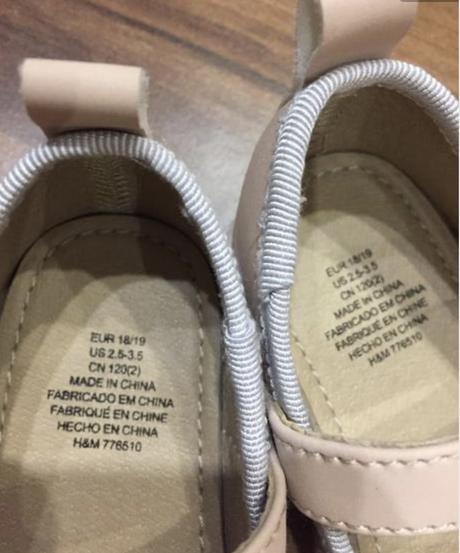 EUR 18/19
US 2.5-3.5
CN 120(2)
MADE IN CHINA
FABRICADO EM CHINA
FABRIQUÉ EN CHINE
HECHO EN CHINA
H&M 776510
EUR 18/19
US 2.5-3.5
CN 120(2)
MADE IN CHINA
FABRICADO EM CHINA
FABRIQUÉ EN CHINE
HECHO EN CHINA
H&M 776510